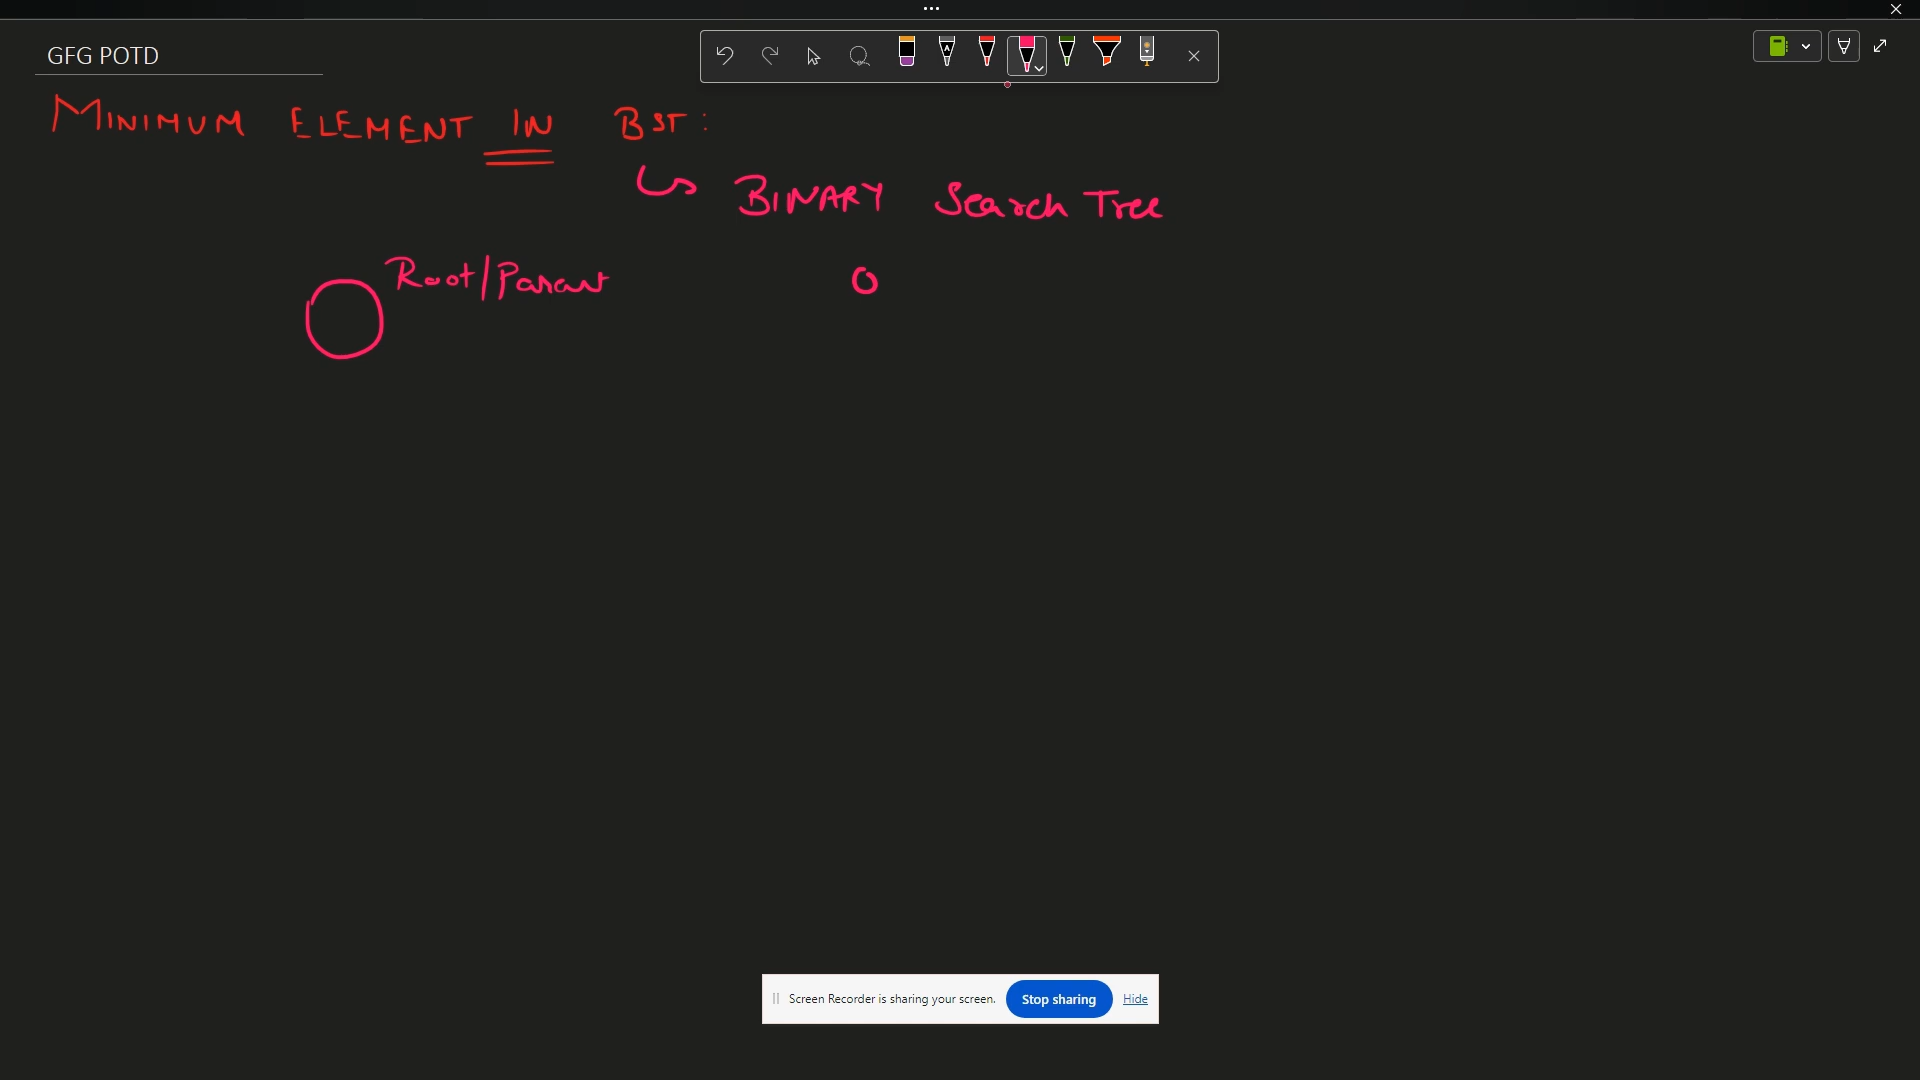 GFG POTD
MINIMUM ELEMENT IN BST:
BINARY Search Tree
Root/Parant
O
Screen Recorder is sharing your screen. Stop sharing Hide